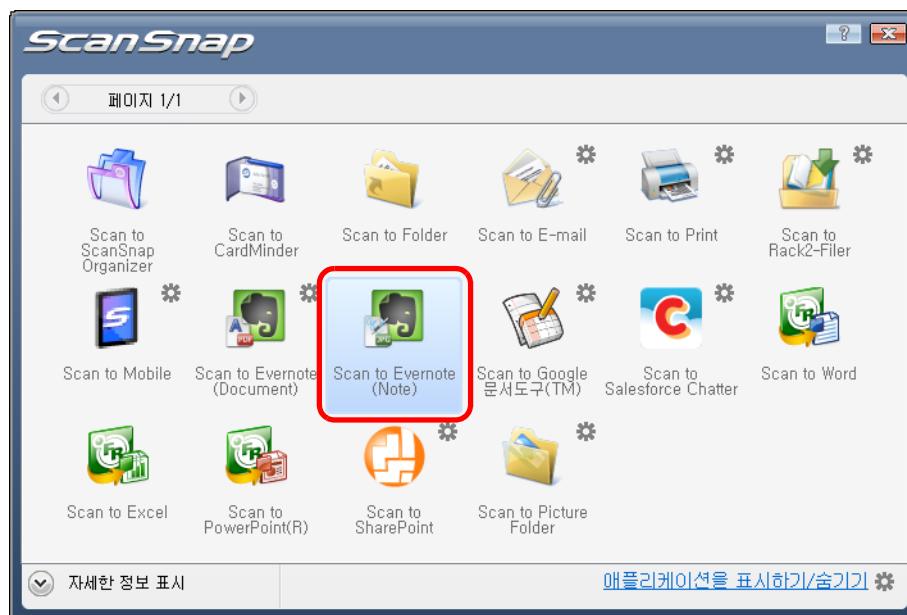 ScanSnap
페이지 1/1
Scan to
ScanSnap
Organizer
Scan to
CardMinder
Scan to Folder
Scan to E-mail
Scan to Print
Scan to
Rack2-Filer
Scan to Mobile
Scan to Evernote
(Document)
Scan to Evernote
(Note)
Scan to Google
문서도구(TM)
Scan to
Salesforce Chatter
Scan to Word
Scan to Excel
Scan to
PowerPoint(R)
Scan to
SharePoint
Scan to Picture
Folder
자세한 정보 표시
애플리케이션을 표시하기/숨기기